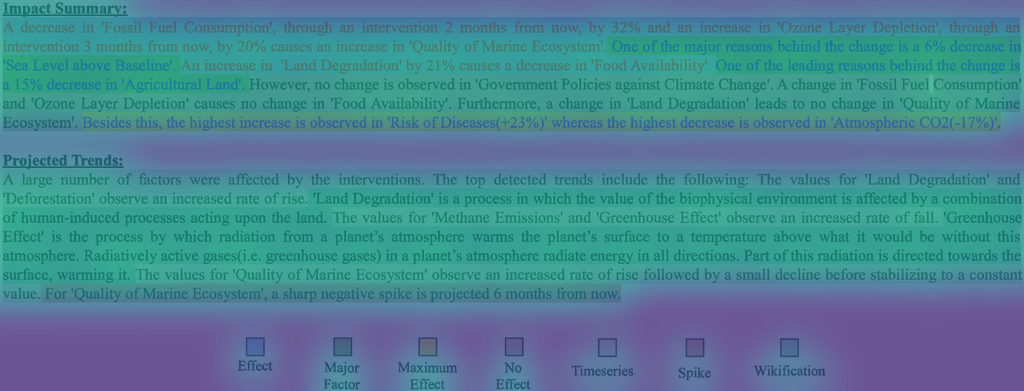 Impact Summary:
A decrease in 'Fossil Fuel Consumption', through an intervention 2 months from now, by 32% and an increase in 'Ozone Layer Depletion', through an
intervention 3 months from now, by 20% causes an increase in 'Quality of Marine Ecosystem'. One of the major reasons behind the change is a 6% decrease in
'Sea Level above Baseline'. An increase in 'Land Degradation' by 21% causes a decrease in 'Food Availability'. One of the leading reasons behind the change is
a 15% decrease in 'Agricultural Land'. However, no change is observed in 'Government Policies against Climate Change'. A change in 'Fossil Fuel Consumption'
and 'Ozone Layer Depletion' causes no change in 'Food Availability'. Furthermore, a change in 'Land Degradation' leads to no change in 'Quality of Marine
Ecosystem'. Besides this, the highest increase is observed in 'Risk of Diseases(+23%)' whereas the highest decrease is observed in 'Atmospheric CO2(-17%)'.
Projected Trends:
A large number of factors were affected by the interventions. The top detected trends include the following: The values for 'Land Degradation' and
'Deforestation' observe an increased rate of rise. 'Land Degradation' is a process in which the value of the biophysical environment is affected by a combination
of human-induced processes acting upon the land. The values for 'Methane Emissions' and 'Greenhouse Effect' observe an increased rate of fall. 'Greenhouse
Effect' is the process by which radiation from a planet's atmosphere warms the planet's surface to a temperature above what it would be without this
atmosphere. Radiatively active gases(i.e. greenhouse gases) in a planet's atmosphere radiate energy in all directions. Part of this radiation is directed towards the
surface, warming it. The values for 'Quality of Marine Ecosystem' observe an increased rate of rise followed by a small decline before stabilizing to a constant
value. For 'Quality of Marine Ecosystem', a sharp negative spike is projected 6 months from now.
Effect Major Maximum No Timeseries Spike Wikification
Factor Effect Effect